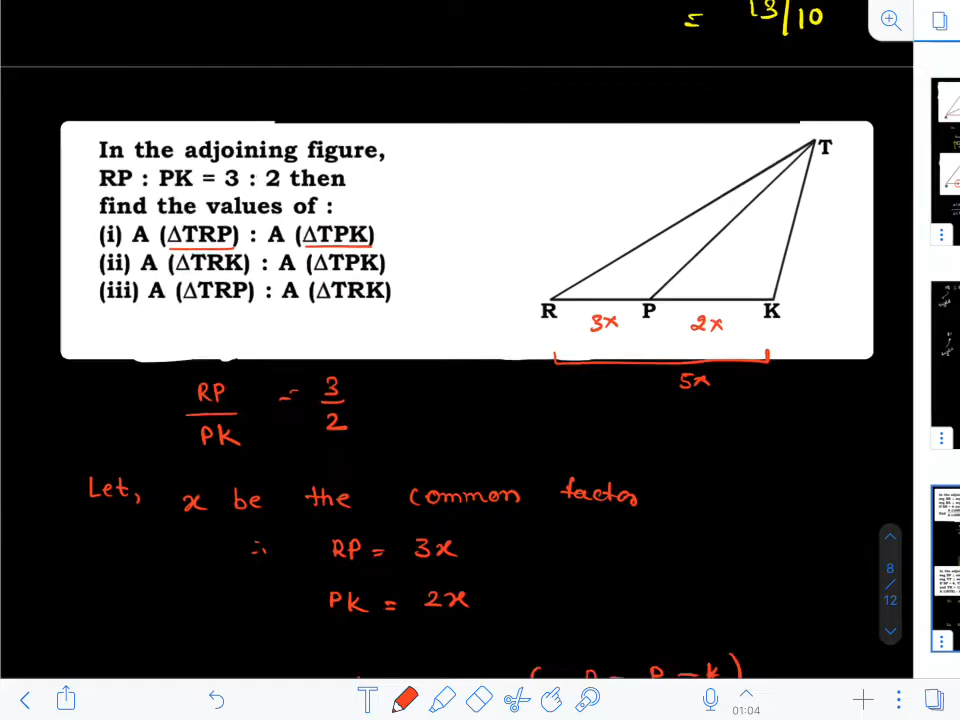 = 13/10
In the adjoining figure,
RP : PK = 3 : 2 then
find the values of :
(i) A (ΔTRP) : A (ΔTPK)
(ii) A (ΔTRK) : A (ΔTPK)
(iii) A (ΔTRP) : A (ΔTRK)
T
R P K
3x 2x
5x
RP/PK = 3/2
Let, x be the common factor
∴ RP = 3x
PK = 2x
(R - P - K)
8
/
12
T
01:04